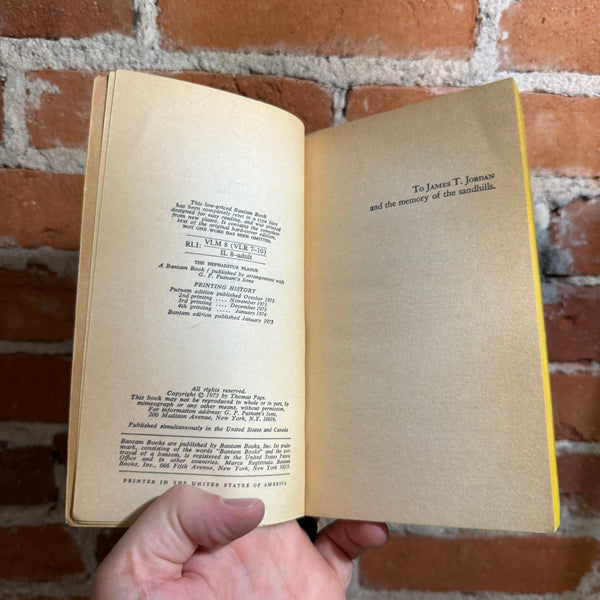 This low-priced Bantam Book
has been completely reset in a type face
designed for easy reading, and was printed
from new plates. It contains the complete
text of the original hard-cover edition.
NOT ONE WORD HAS BEEN OMITTED.
RLI: VLM 8 (VLR 7–10)
IL 8–adult
THE HEPHAESTUS PLAGUE
A Bantam Book / published by arrangement with
G. P. Putnam's Sons
PRINTING HISTORY
Putnam edition published October 1973
2nd printing .... November 1973
3rd printing .... December 1973
4th printing ..... January 1974
Bantam edition published January 1975
All rights reserved.
Copyright © 1973 by Thomas Page.
This book may not be reproduced in whole or in part, by
mimeograph or any other means, without permission.
For information address: G. P. Putnam's Sons,
200 Madison Avenue, New York, N.Y. 10016.
Published simultaneously in the United States and Canada
Bantam Books are published by Bantam Books, Inc. Its trade-
mark, consisting of the words "Bantam Books" and the por-
trayal of a bantam, is registered in the United States Patent
Office and in other countries. Marca Registrada. Bantam
Books, Inc., 666 Fifth Avenue, New York, New York 10019.
PRINTED IN THE UNITED STATES OF AMERICA
To James T. Jordan
and the memory of the sandhills.